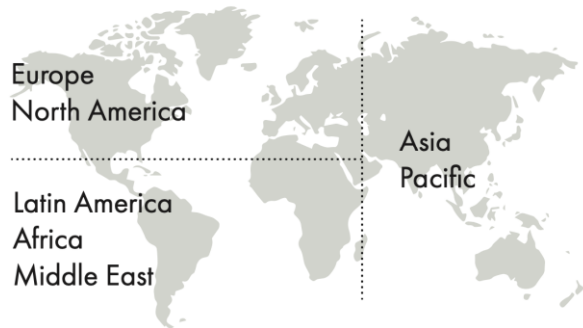 Europe
North America
Asia
Pacific
Latin America
Africa
Middle East